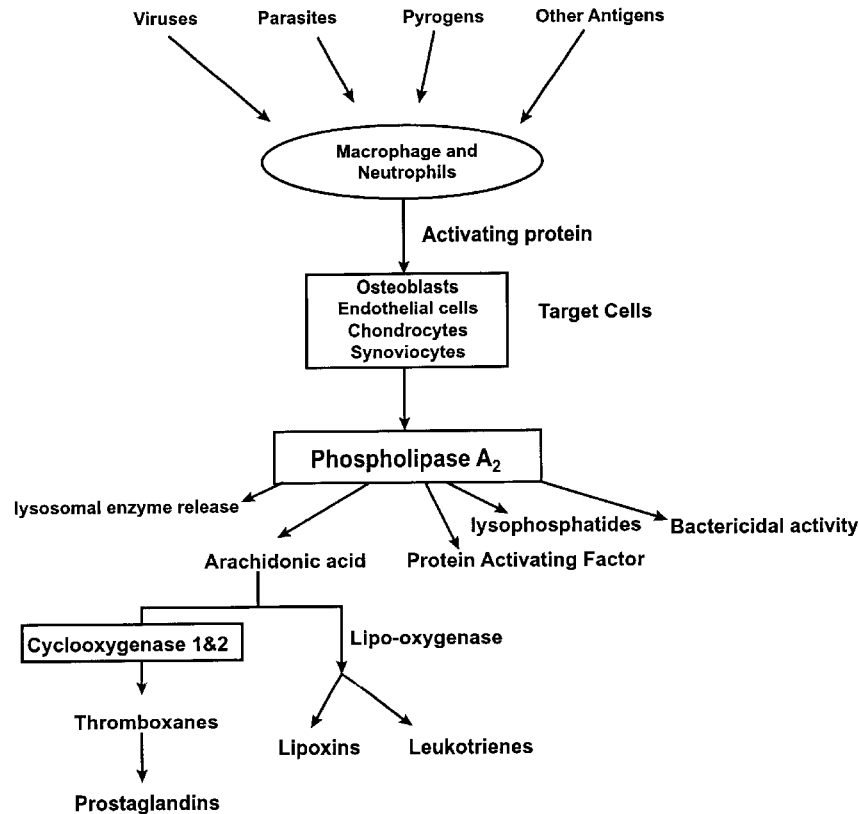 Viruses
Parasites
Pyrogens
Other Antigens
Macrophage and
Neutrophils
Activating protein
Osteoblasts
Endothelial cells
Chondrocytes
Synoviocytes
Target Cells
Phospholipase A₂
lysosomal enzyme release
lysophosphatides
Bactericidal activity
Arachidonic acid
Protein Activating Factor
Cyclooxygenase 1&2
Lipo-oxygenase
Thromboxanes
Lipoxins
Leukotrienes
Prostaglandins